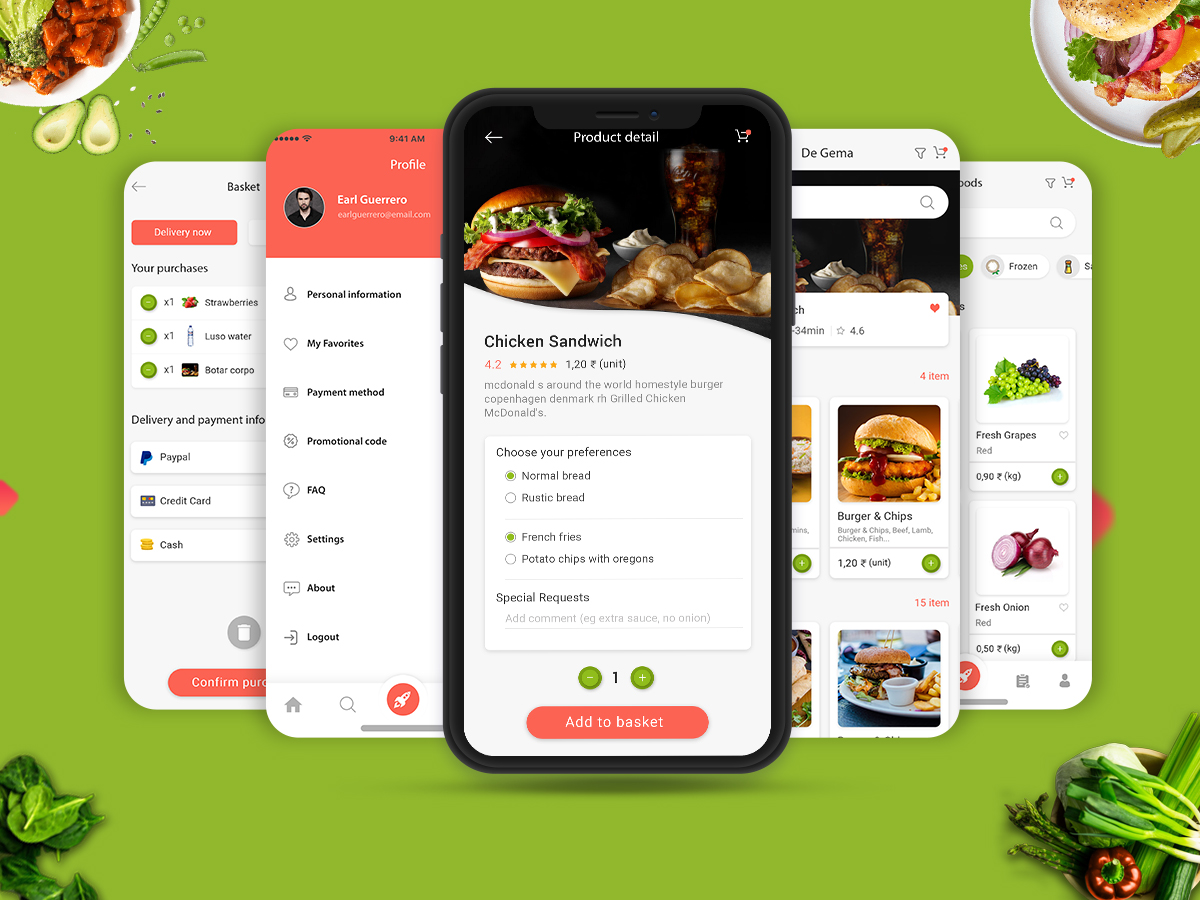 Basket
Delivery now
Your purchases
x1 Strawberries
x1 Luso water
x1 Botar corpo
Delivery and payment info
Paypal
Credit Card
Cash
Confirm purc
9:41 AM
Profile
Earl Guerrero
earlguerrero@email.com
Personal information
My Favorites
Payment method
Promotional code
FAQ
Settings
About
Logout
Product detail
Chicken Sandwich
4.2 1,20 ₹ (unit)
mcdonald s around the world homestyle burger
copenhagen denmark rh Grilled Chicken
McDonald's.
Choose your preferences
Normal bread
Rustic bread
French fries
Potato chips with oregons
Special Requests
Add comment (eg extra sauce, no onion)
1
Add to basket
De Gema
ch
-34min 4.6
4 item
mins,
Burger & Chips
Burger & Chips, Beef, Lamb,
Chicken, Fish...
1,20 ₹ (unit)
15 item
oods
es
Frozen
Sa
s
Fresh Grapes
Red
0,90 ₹ (kg)
Fresh Onion
Red
0,50 ₹ (kg)